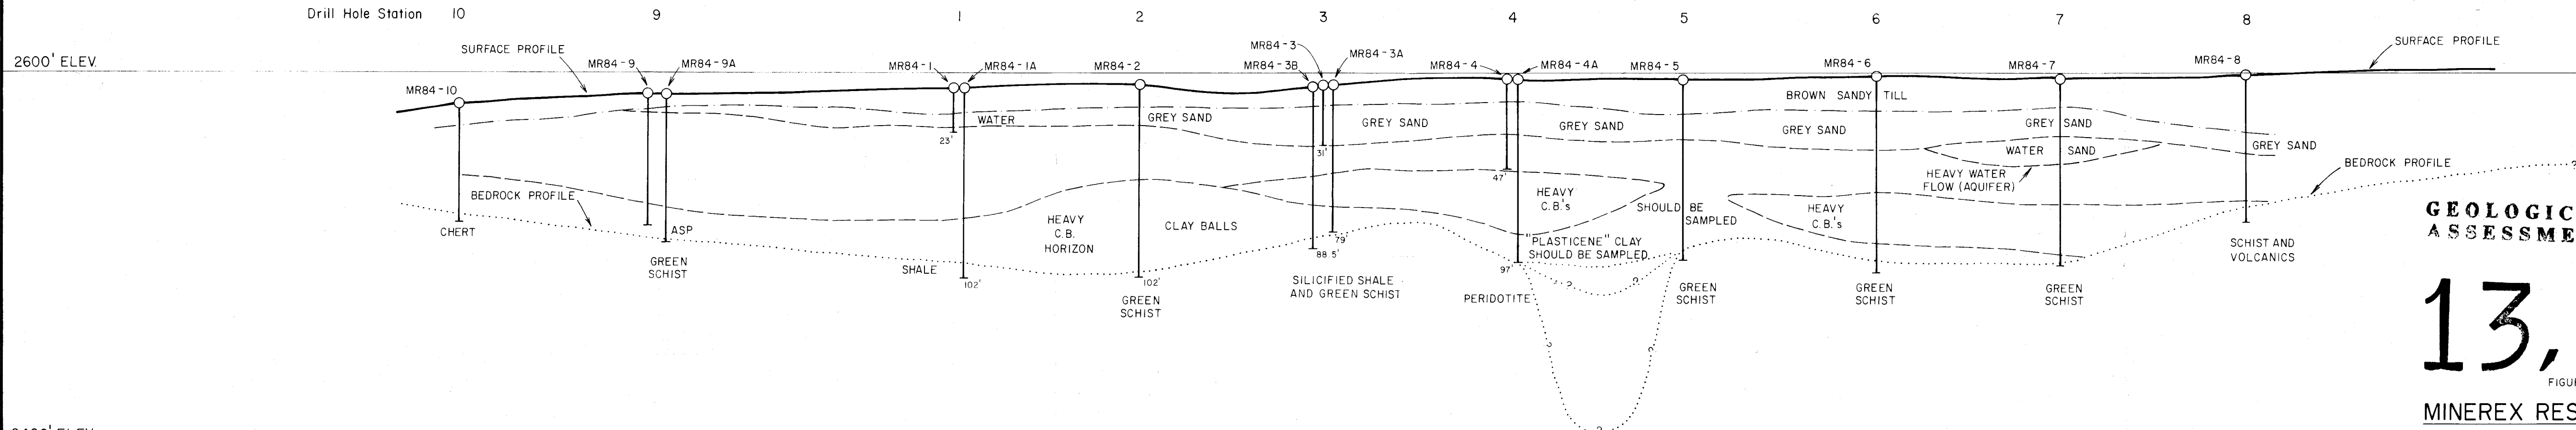 Drill Hole Station 10 9 1 2 3 4 5 6 7 8
2600' ELEV.
SURFACE PROFILE
MR84-10
MR84-9
MR84-9A
MR84-1
MR84-1A
MR84-2
MR84-3
MR84-3A
MR84-3B
MR84-4
MR84-4A
MR84-5
MR84-6
MR84-7
MR84-8
SURFACE PROFILE
BROWN SANDY TILL
WATER
GREY SAND
GREY SAND
GREY SAND
GREY SAND
GREY SAND
GREY SAND
WATER SAND
HEAVY WATER
FLOW (AQUIFER)
BEDROCK PROFILE
23'
31'
47'
BEDROCK PROFILE
HEAVY
C.B.
HORIZON
CLAY BALLS
HEAVY
C.B.'s
SHOULD BE
SAMPLED
HEAVY
C.B.'s
"PLASTICENE" CLAY
SHOULD BE SAMPLED
CHERT
ASP
GREEN
SCHIST
SHALE
102'
102'
GREEN
SCHIST
88.5'
79'
SILICIFIED SHALE
AND GREEN SCHIST
97'
PERIDOTITE
?
?
?
?
?
GREEN
SCHIST
GREEN
SCHIST
GREEN
SCHIST
SCHIST AND
VOLCANICS
GEOLOGIC
ASSESSME
13,
FIGU
MINEREX RES